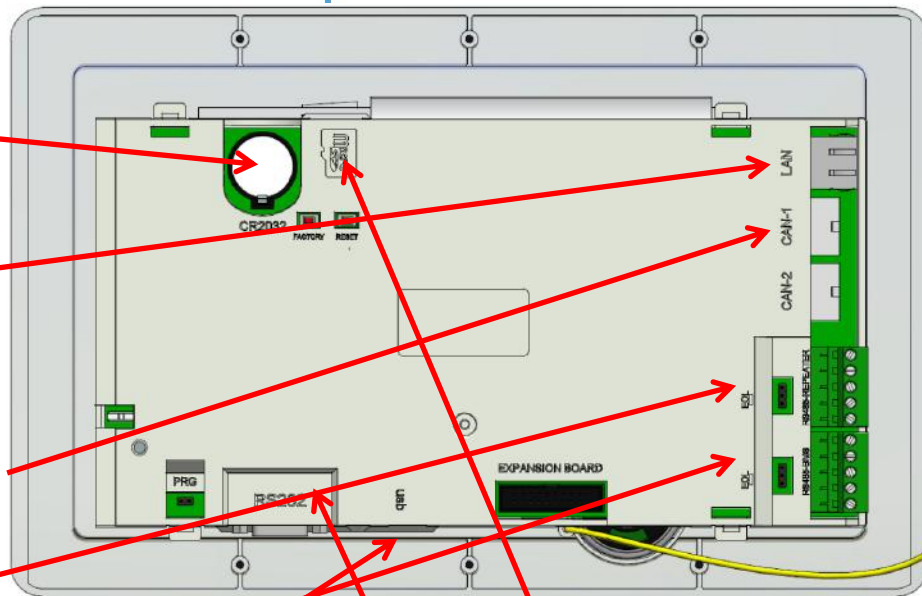 LAN
CR2032
FACTORY RESET
CAN-1
CAN-2
RS485-REPEATER
EOL
EXPANSION BOARD
EOL
RS485-BMS
PRG
RS232
usb